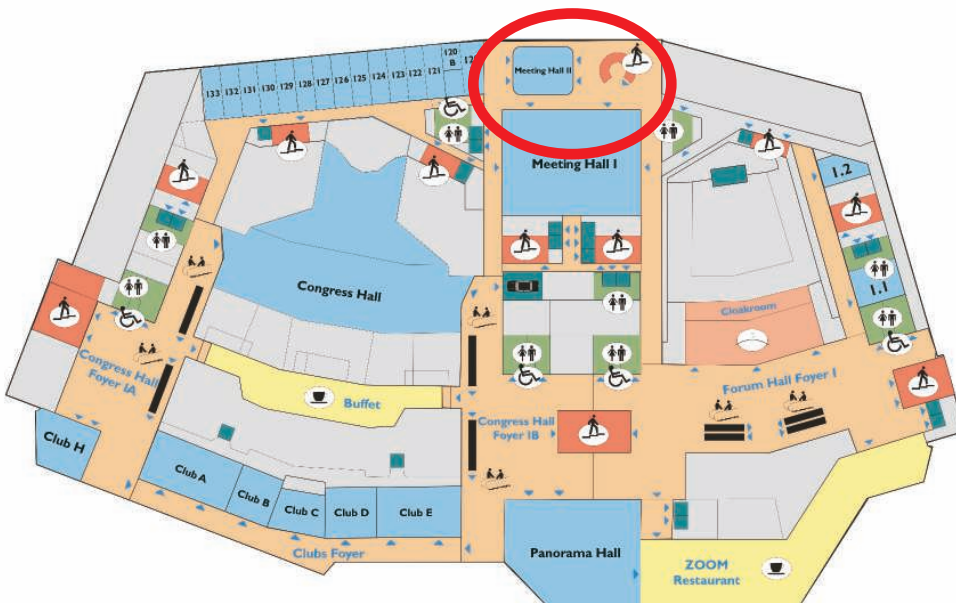 133
132
131
130
129
128
127
126
125
124
123
122
121
120
B
Meeting Hall II
Meeting Hall I
1.2
1.1
Congress Hall
Cloakroom
Congress Hall
Foyer IA
Buffet
Congress Hall
Foyer IB
Forum Hall Foyer I
Club H
Club A
Club B
Club C
Club D
Club E
Clubs Foyer
Panorama Hall
ZOOM
Restaurant